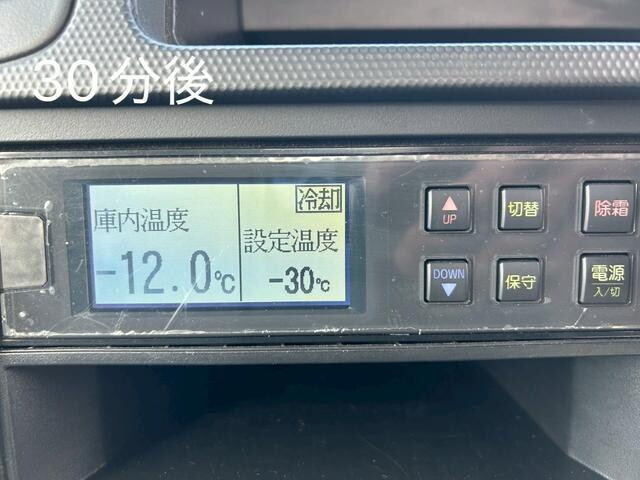 30分後
冷却
庫内温度
設定温度
-12.0℃
-30℃
UP
切替
除霜
DOWN
保守
電源
入/切